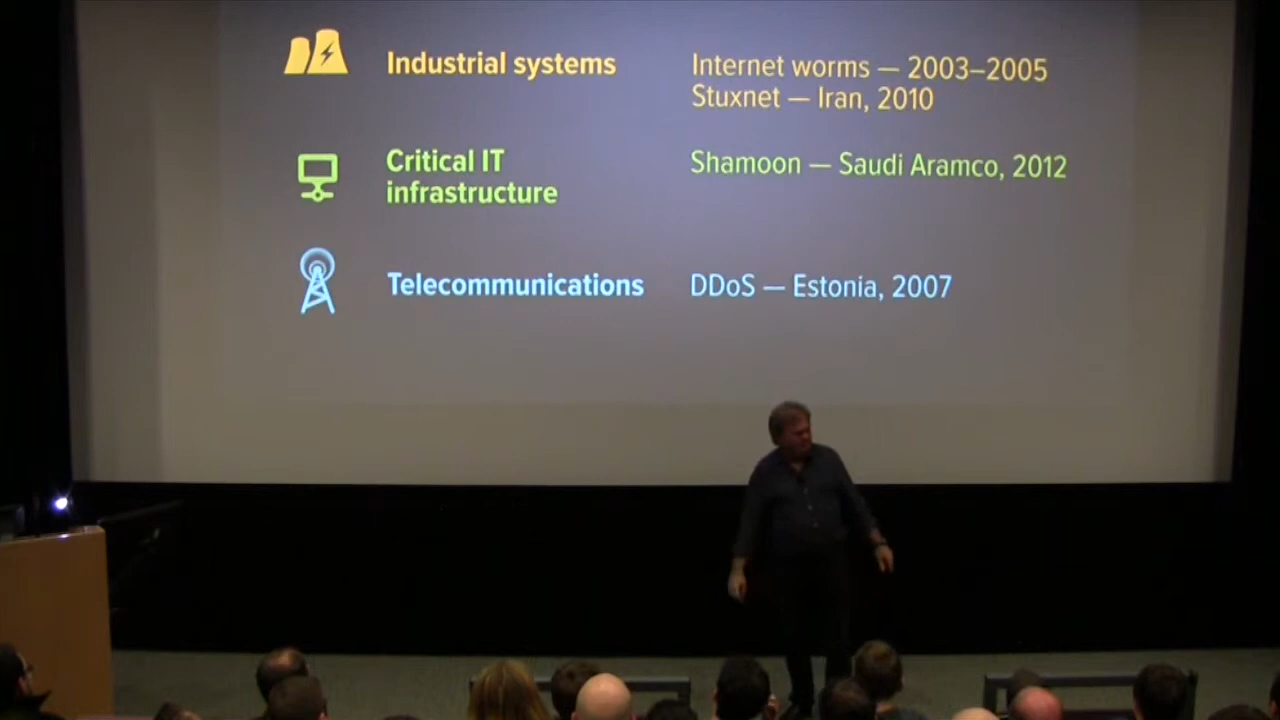 Industrial systems
Internet worms — 2003–2005
Stuxnet — Iran, 2010
Critical IT
infrastructure
Shamoon — Saudi Aramco, 2012
Telecommunications
DDoS — Estonia, 2007